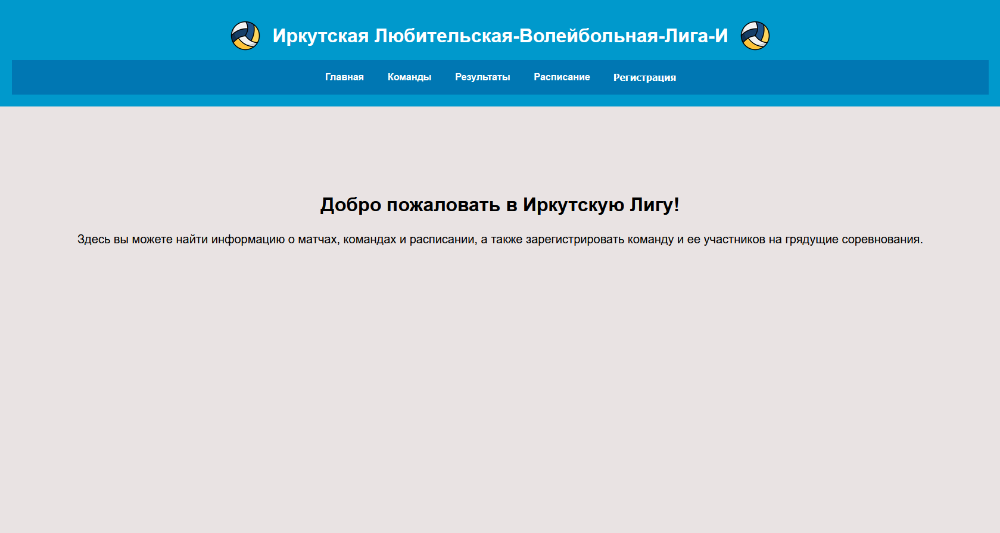 Иркутская Любительская-Волейбольная-Лига-И
Главная Команды Результаты Расписание Регистрация
Добро пожаловать в Иркутскую Лигу!
Здесь вы можете найти информацию о матчах, командах и расписании, а также зарегистрировать команду и ее участников на грядущие соревнования.